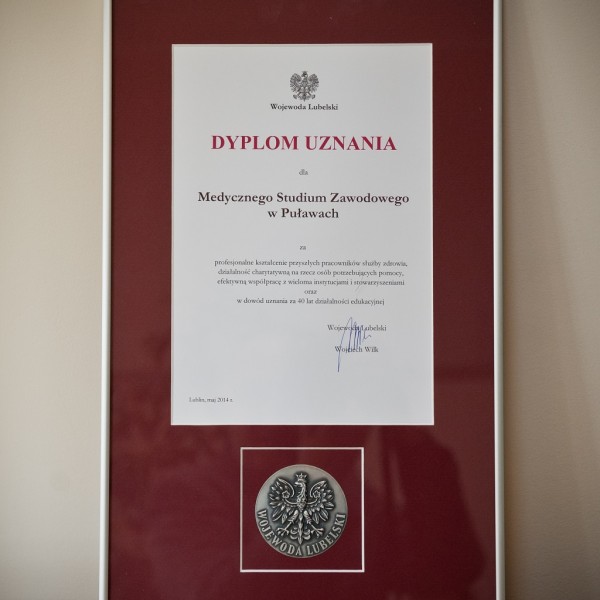 Wojewoda Lubelski
DYPLOM UZNANIA
dla
Medycznego Studium Zawodowego
w Puławach
za
profesjonalne kształcenie przyszłych pracowników służby zdrowia,
działalność charytatywną na rzecz osób potrzebujących pomocy,
efektywną współpracę z wieloma instytucjami i stowarzyszeniami
oraz
w dowód uznania za 40 lat działalności edukacyjnej
Wojewoda Lubelski
Wojciech Wilk
Lublin, maj 2014 r.
WOJEWODA LUBELSKI